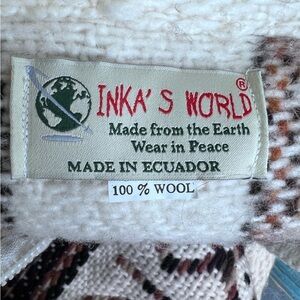 INKA'S WORLD®
Made from the Earth
Wear in Peace
MADE IN ECUADOR
100 % WOOL